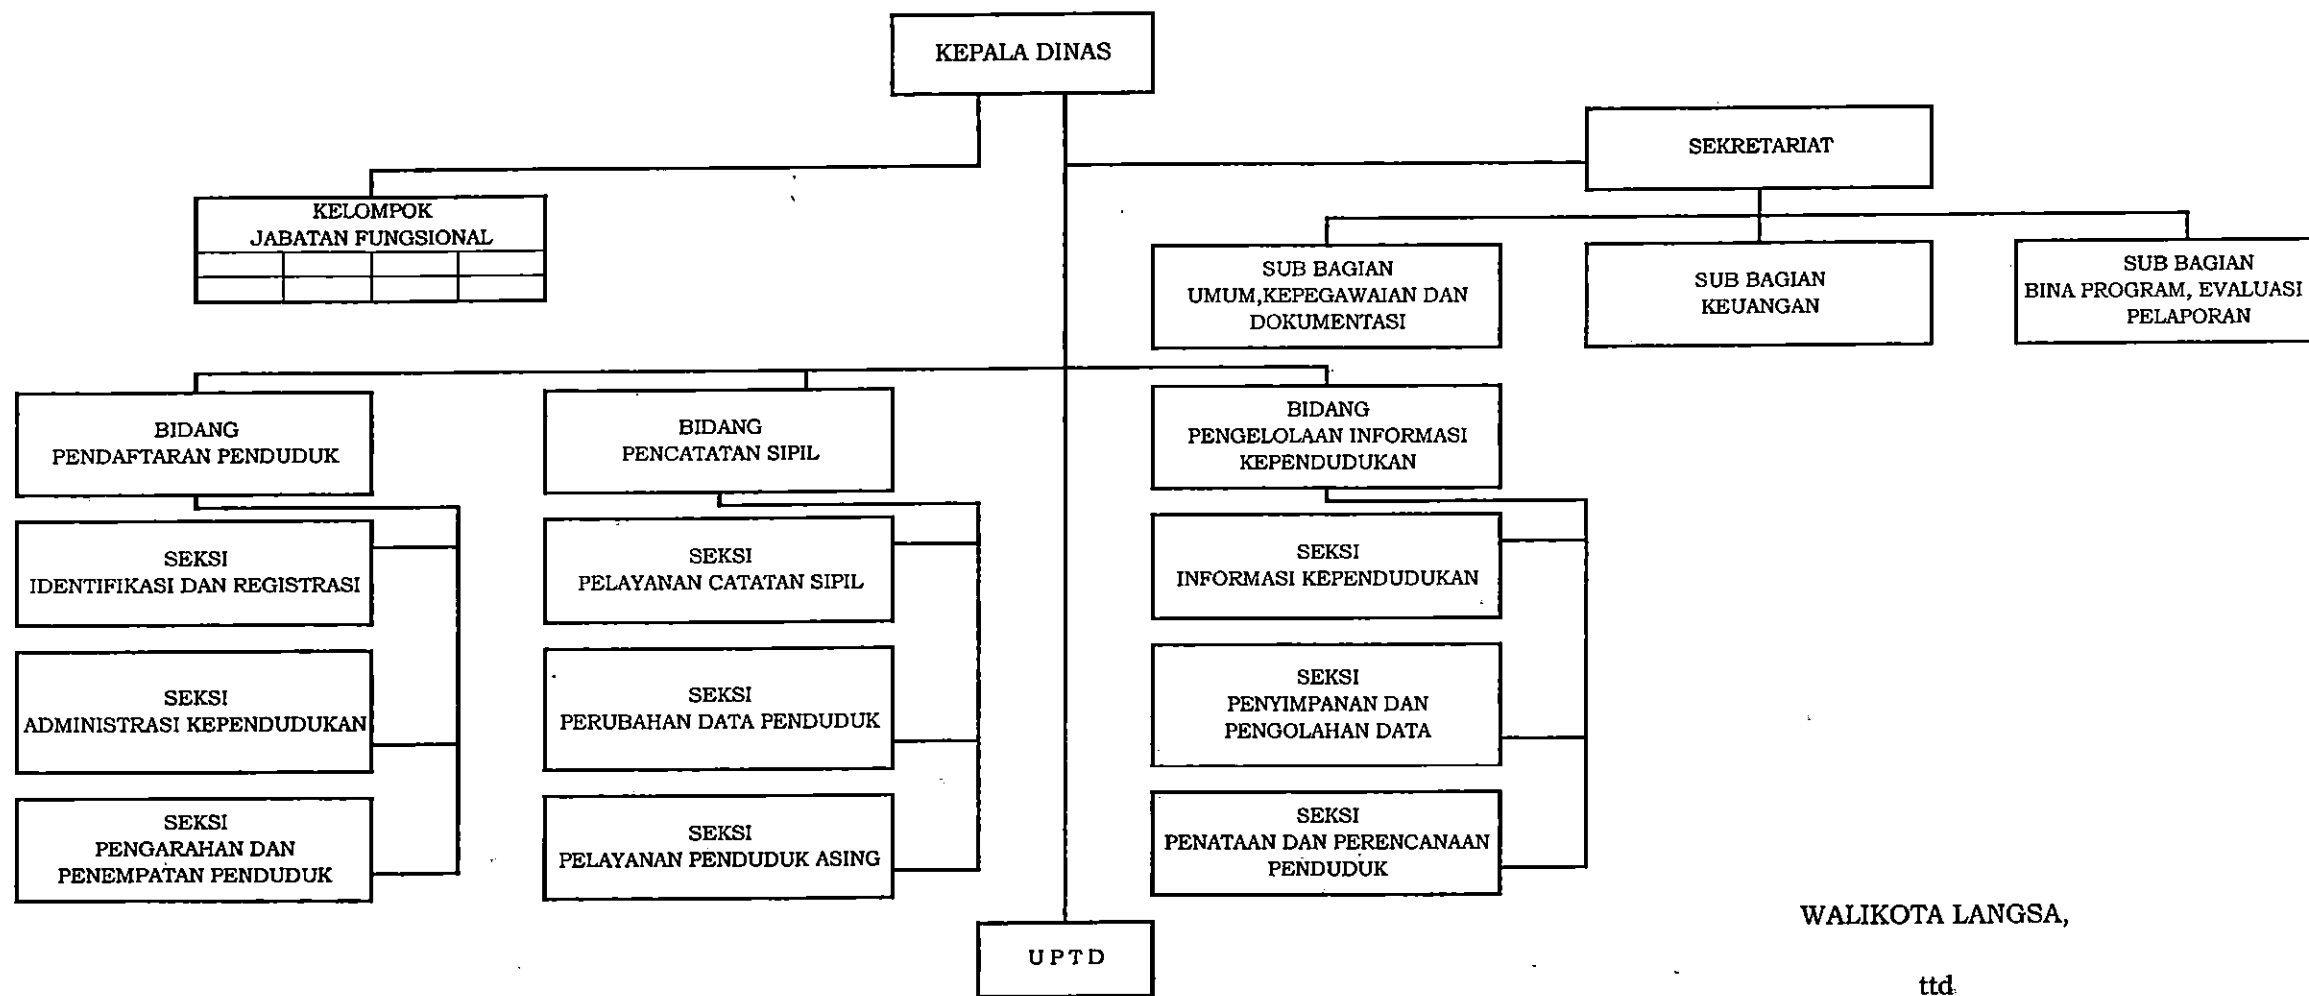 KEPALA DINAS
SEKRETARIAT
KELOMPOK
JABATAN FUNGSIONAL
SUB BAGIAN
UMUM,KEPEGAWAIAN DAN
DOKUMENTASI
SUB BAGIAN
KEUANGAN
SUB BAGIAN
BINA PROGRAM, EVALUASI
PELAPORAN
BIDANG
PENDAFTARAN PENDUDUK
BIDANG
PENCATATAN SIPIL
BIDANG
PENGELOLAAN INFORMASI
KEPENDUDUKAN
SEKSI
IDENTIFIKASI DAN REGISTRASI
SEKSI
PELAYANAN CATATAN SIPIL
SEKSI
INFORMASI KEPENDUDUKAN
SEKSI
ADMINISTRASI KEPENDUDUKAN
SEKSI
PERUBAHAN DATA PENDUDUK
SEKSI
PENYIMPANAN DAN
PENGOLAHAN DATA
SEKSI
PENGARAHAN DAN
PENEMPATAN PENDUDUK
SEKSI
PELAYANAN PENDUDUK ASING
SEKSI
PENATAAN DAN PERENCANAAN
PENDUDUK
UPTD
WALIKOTA LANGSA,
ttd